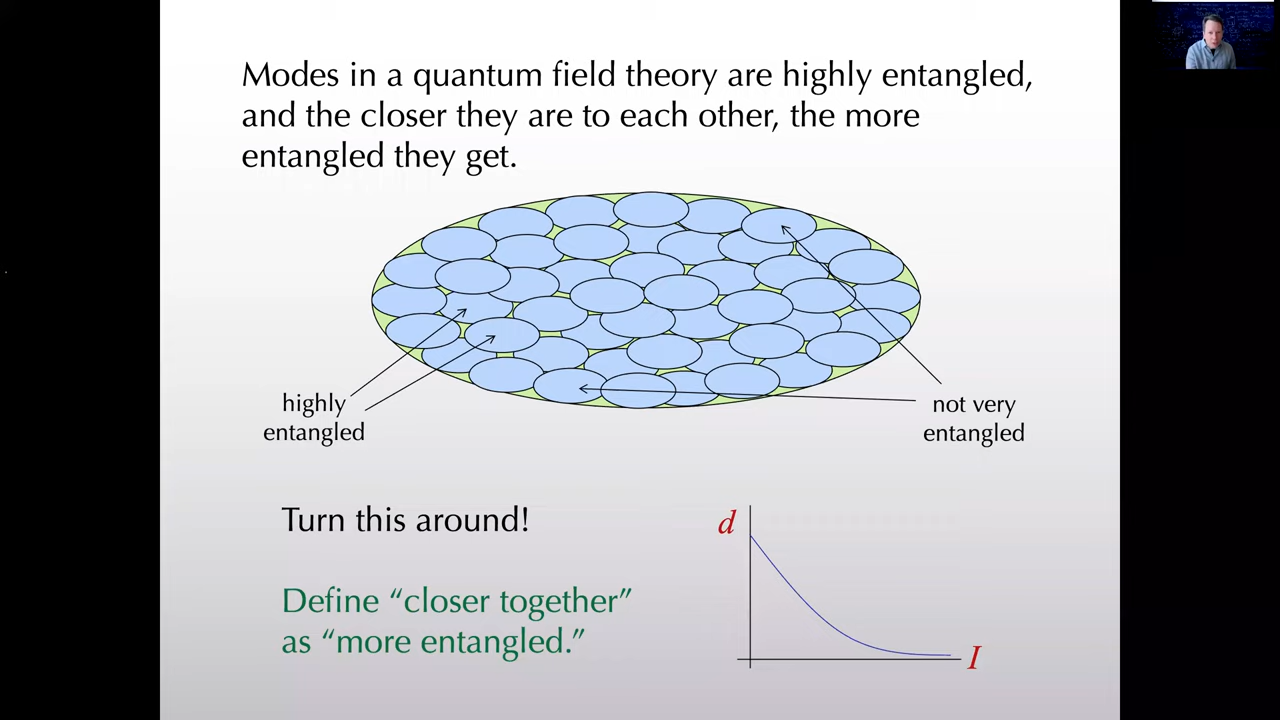 Modes in a quantum field theory are highly entangled,
and the closer they are to each other, the more
entangled they get.
highly
entangled
not very
entangled
Turn this around!
Define “closer together”
as “more entangled.”
d
I